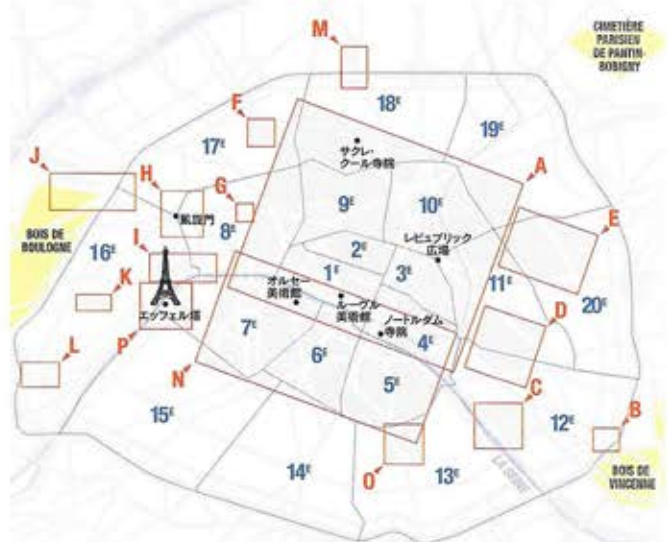 M
CIMETIÈRE
PARISIEN
DE PANTIN-
BOBIGNY
18E
F
19E
17E
サクレ・
クール寺院
A
J
H
G
9E
10E
E
凱旋門
8E
BOIS DE
BOULOGNE
16E
2E
レピュブリック
広場
I
1E
3E
11E
20E
K
オルセー
美術館
ルーヴル
美術館
エッフェル塔
ノートルダム
寺院
D
P
7E
4E
L
N
6E
5E
C
15E
12E
B
14E
O
13E
LA SEINE
BOIS DE
VINCENNE